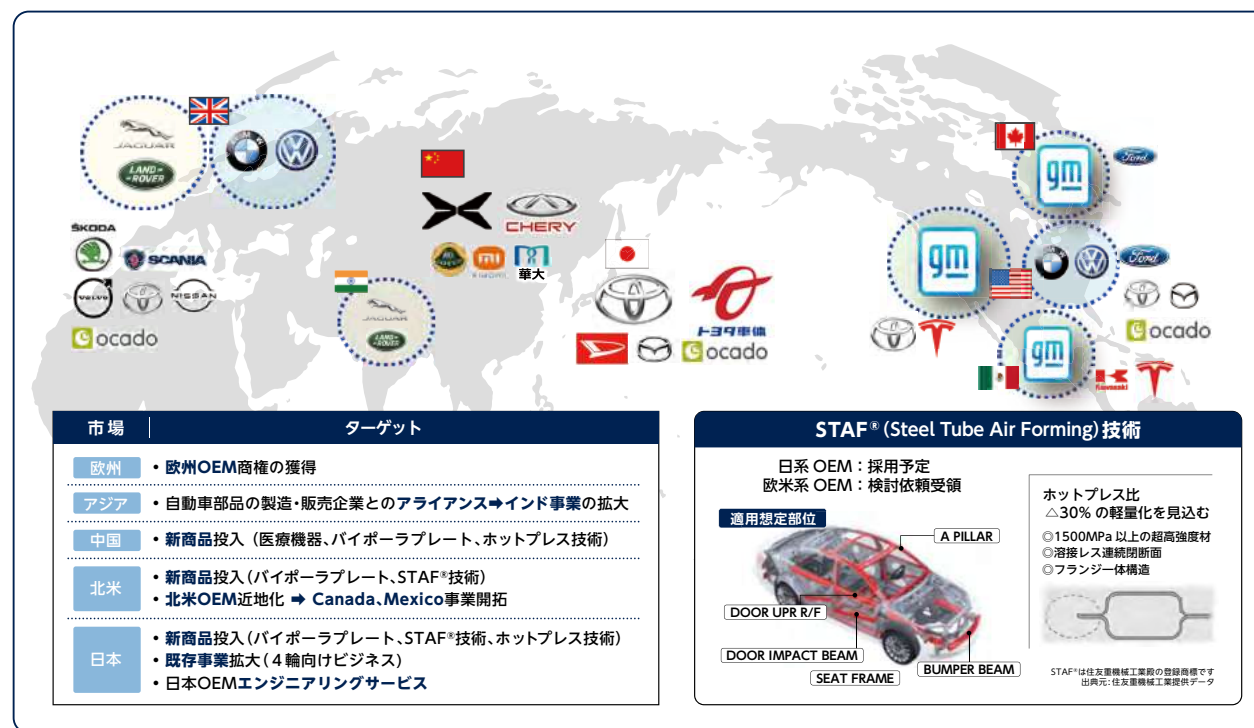 JAGUAR
LAND-
-ROVER
BMW
ŠKODA
SCANIA
VOLVO
NISSAN
ocado
CHERY
華大
JAGUAR
LAND-
-ROVER
トヨタ車体
ocado
gm
Ford
gm
BMW
Ford
ocado
gm
Kawasaki
市場
ターゲット
欧州
• 欧州OEM商権の獲得
アジア
• 自動車部品の製造・販売企業とのアライアンス➡インド事業の拡大
中国
• 新商品投入（医療機器、バイポーラプレート、ホットプレス技術）
北米
• 新商品投入（バイポーラプレート、STAF®技術）
• 北米OEM近地化 ➡ Canada、Mexico事業開拓
日本
• 新商品投入（バイポーラプレート、STAF®技術、ホットプレス技術）
• 既存事業拡大（４輪向けビジネス）
• 日本OEMエンジニアリングサービス
STAF®（Steel Tube Air Forming）技術
日系 OEM：採用予定
欧米系 OEM：検討依頼受領
適用想定部位
A PILLAR
DOOR UPR R/F
DOOR IMPACT BEAM
SEAT FRAME
BUMPER BEAM
ホットプレス比
△30% の軽量化を見込む
◎1500MPa 以上の超高強度材
◎溶接レス連続閉断面
◎フランジ一体構造
STAF®は住友重機械工業殿の登録商標です
出典元：住友重機械工業提供データ